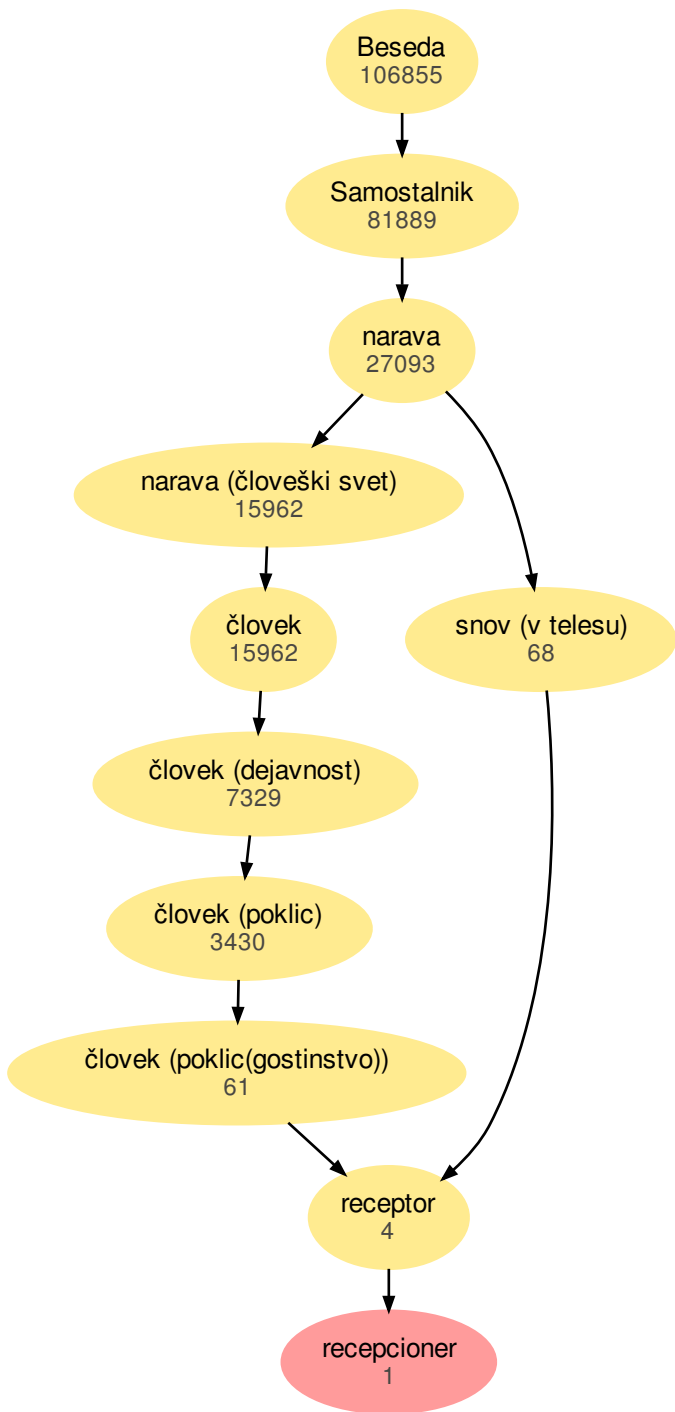 Beseda
106855
Samostalnik
81889
narava
27093
narava (človeški svet)
15962
človek
15962
snov (v telesu)
68
človek (dejavnost)
7329
človek (poklic)
3430
človek (poklic(gostinstvo))
61
receptor
4
recepcioner
1